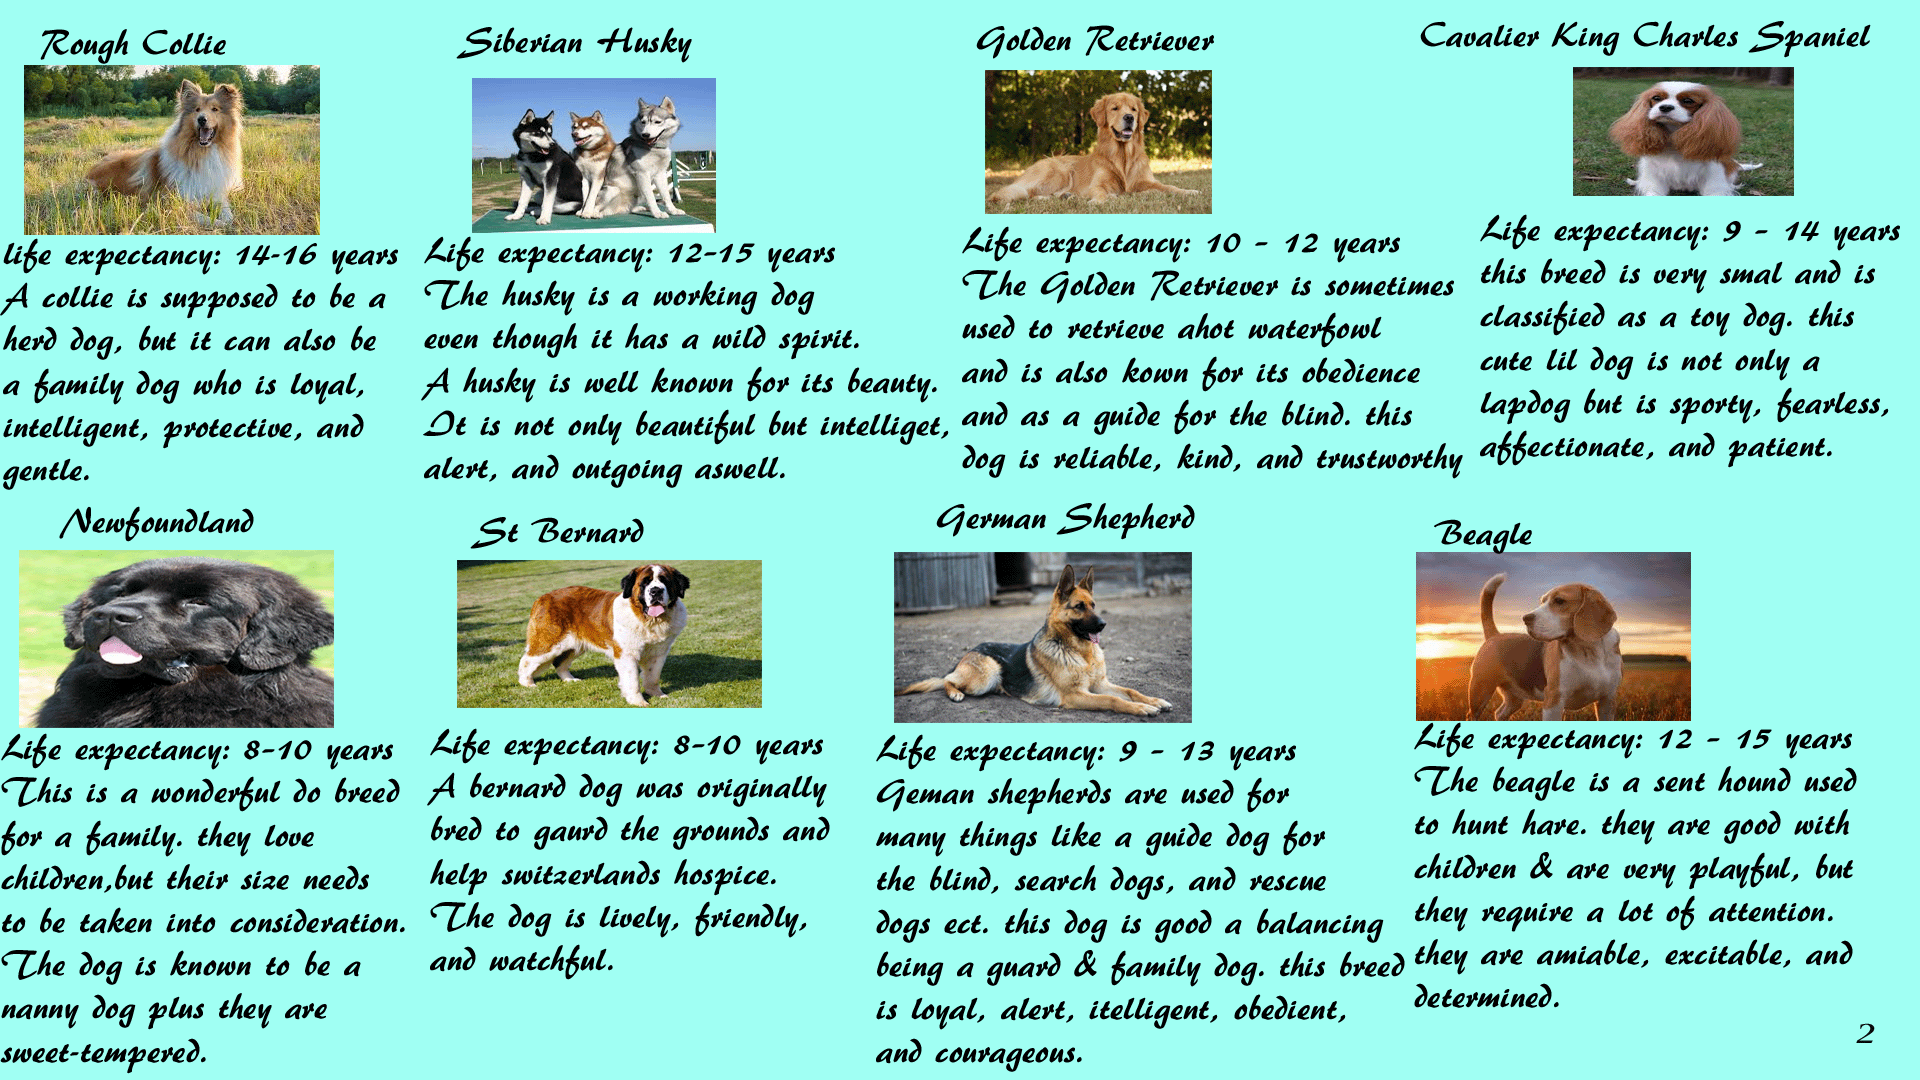 Rough Collie
life expectancy: 14-16 years
A collie is supposed to be a
herd dog, but it can also be
a family dog who is loyal,
intelligent, protective, and
gentle.
Siberian Husky
Life expectancy: 12-15 years
The husky is a working dog
even though it has a wild spirit.
A husky is well known for its beauty.
It is not only beautiful but intelliget,
alert, and outgoing aswell.
Golden Retriever
Life expectancy: 10 - 12 years
The Golden Retriever is sometimes
used to retrieve ahot waterfowl
and is also kown for its obedience
and as a guide for the blind. this
dog is reliable, kind, and trustworthy
Cavalier King Charles Spaniel
Life expectancy: 9 - 14 years
this breed is very smal and is
classified as a toy dog. this
cute lil dog is not only a
lapdog but is sporty, fearless,
affectionate, and patient.
Newfoundland
Life expectancy: 8-10 years
This is a wonderful do breed
for a family. they love
children,but their size needs
to be taken into consideration.
The dog is known to be a
nanny dog plus they are
sweet-tempered.
St Bernard
Life expectancy: 8-10 years
A bernard dog was originally
bred to gaurd the grounds and
help switzerlands hospice.
The dog is lively, friendly,
and watchful.
German Shepherd
Life expectancy: 9 - 13 years
Geman shepherds are used for
many things like a guide dog for
the blind, search dogs, and rescue
dogs ect. this dog is good a balancing
being a guard & family dog. this breed
is loyal, alert, itelligent, obedient,
and courageous.
Beagle
Life expectancy: 12 - 15 years
The beagle is a sent hound used
to hunt hare. they are good with
children & are very playful, but
they require a lot of attention.
they are amiable, excitable, and
determined.
2